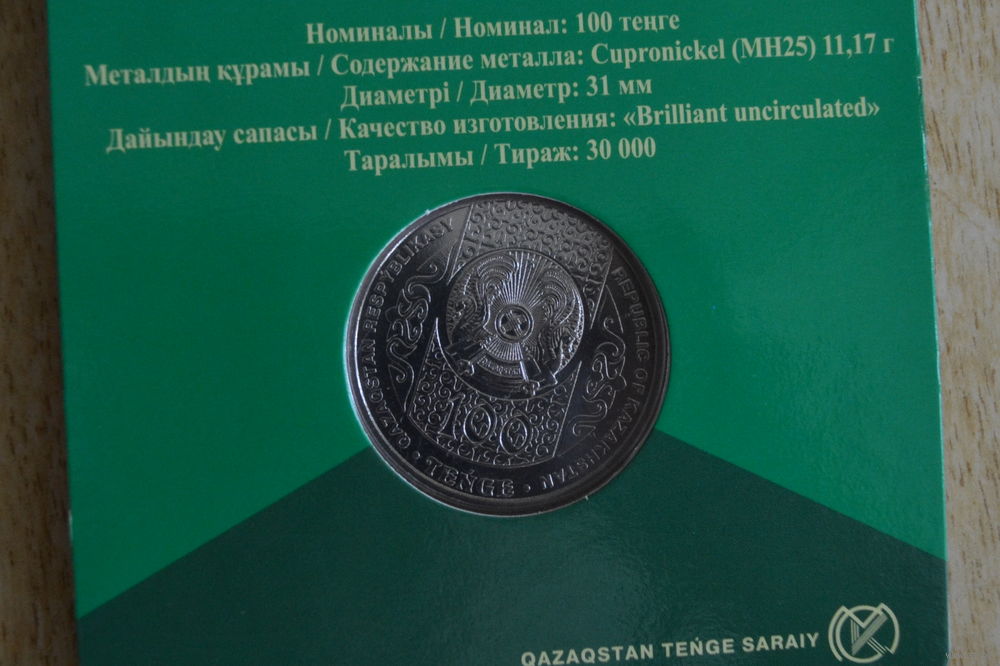 Номиналы / Номинал: 100 теңге
Металдың құрамы / Содержание металла: Cupronickel (МН25) 11,17 г
Диаметрі / Диаметр: 31 мм
Дайындау сапасы / Качество изготовления: «Brilliant uncirculated»
Таралымы / Тираж: 30 000
QAZAQSTAN RESPÝBLIKASY
REPUBLIC OF KAZAKHSTAN
QAZAQSTAN
100
• TEŃGE •
QAZAQSTAN TEŃGE SARAIY